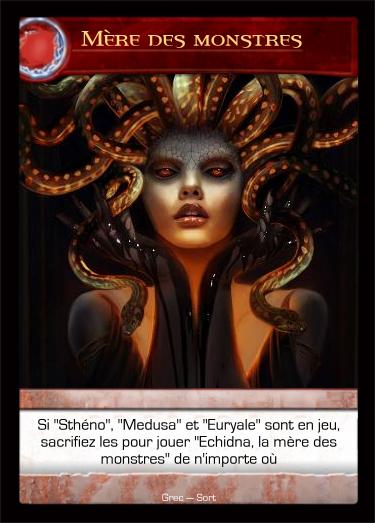 Mère des monstres
Si "Sthéno", "Medusa" et "Euryale" sont en jeu,
sacrifiez les pour jouer "Echidna, la mère des
monstres" de n'importe où
Grec — Sort